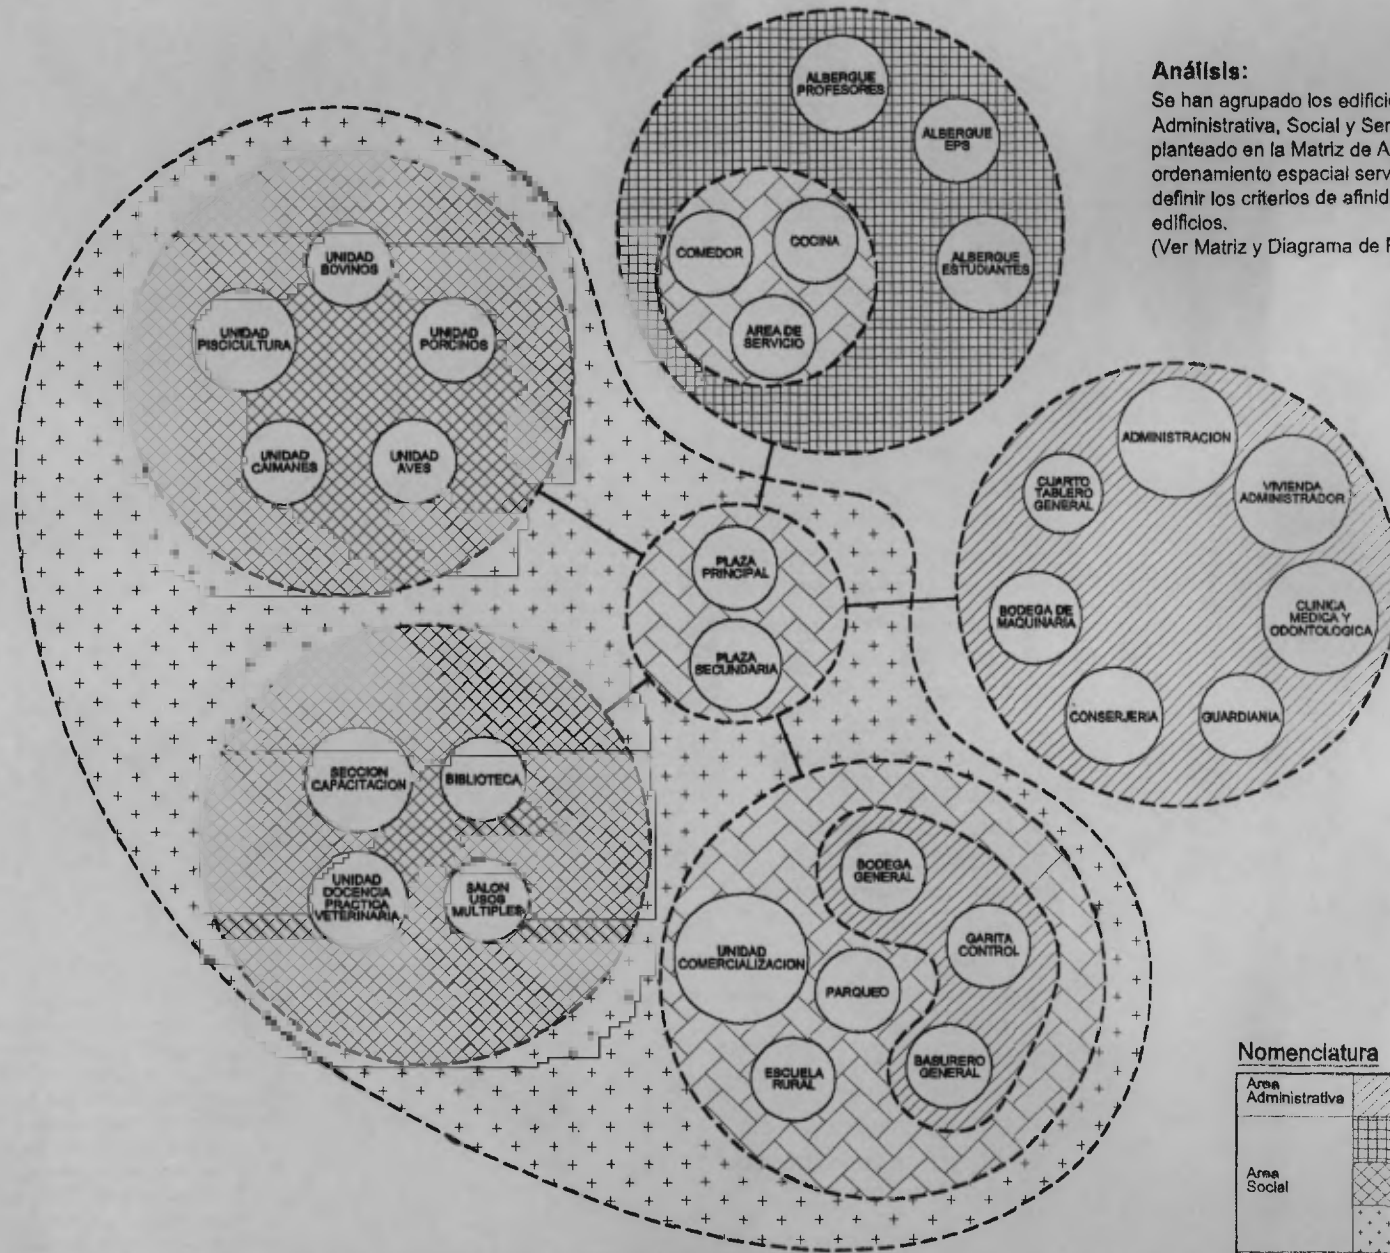 Análisis:
Se han agrupado los edificio
Administrativa, Social y Ser
planteado en la Matriz de A
ordenamiento espacial serv
definir los criterios de afinid
edificios.
(Ver Matriz y Diagrama de
ALBERGUE
PROFESORES
ALBERGUE
EPS
ALBERGUE
ESTUDIANTES
COMEDOR
COCINA
AREA DE
SERVICIO
UNIDAD
BOVINOS
UNIDAD
PISCICULTURA
UNIDAD
PORCINOS
UNIDAD
CAIMANES
UNIDAD
AVES
ADMINISTRACION
CUARTO
TABLERO
GENERAL
VIVIENDA
ADMINISTRADOR
BODEGA DE
MAQUINARIA
CLINICA
MEDICA Y
ODONTOLOGICA
CONSERJERIA
GUARDIANIA
PLAZA
PRINCIPAL
PLAZA
SECUNDARIA
SECCION
CAPACITACION
BIBLIOTECA
UNIDAD
DOCENCIA
PRACTICA
VETERINARIA
SALON
USOS
MULTIPLES
BODEGA
GENERAL
UNIDAD
COMERCIALIZACION
GARITA
CONTROL
PARQUEO
ESCUELA
RURAL
BASURERO
GENERAL
Nomenclatura
Area
Administrativa
Area
Social